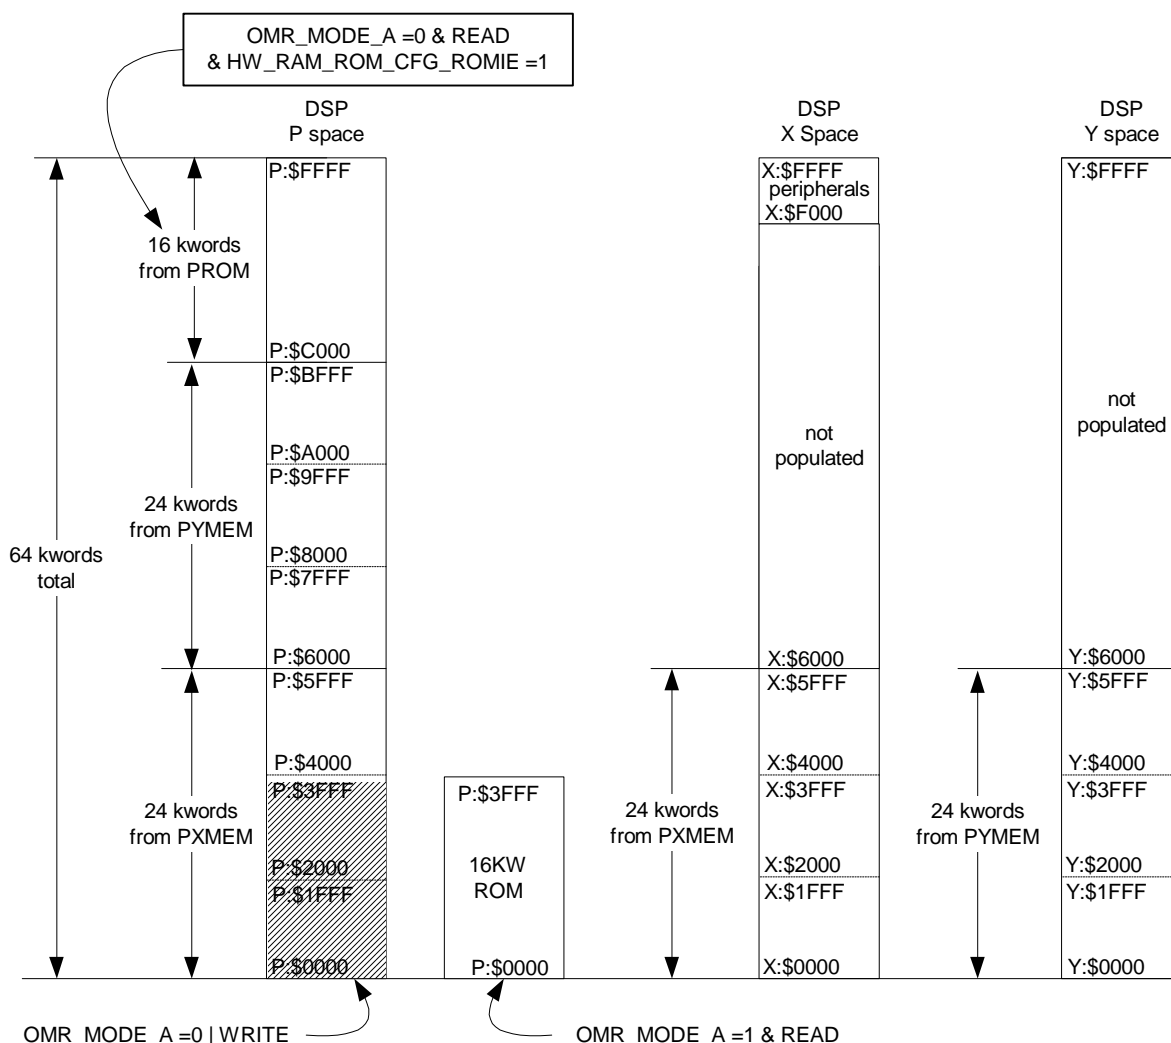 OMR_MODE_A =0 & READ
& HW_RAM_ROM_CFG_ROMIE =1
DSP
P space
DSP
X Space
DSP
Y space
P:$FFFF
X:$FFFF
peripherals
X:$F000
Y:$FFFF
16 kwords
from PROM
P:$C000
P:$BFFF
P:$A000
P:$9FFF
not
populated
not
populated
24 kwords
from PYMEM
64 kwords
total
P:$8000
P:$7FFF
P:$6000
P:$5FFF
X:$6000
X:$5FFF
Y:$6000
Y:$5FFF
P:$4000
P:$3FFF
P:$3FFF
X:$4000
X:$3FFF
Y:$4000
Y:$3FFF
24 kwords
from PXMEM
24 kwords
from PXMEM
24 kwords
from PYMEM
P:$2000
P:$1FFF
16KW
ROM
X:$2000
X:$1FFF
Y:$2000
Y:$1FFF
P:$0000
P:$0000
X:$0000
Y:$0000
OMR_MODE_A =0 | WRITE
OMR_MODE_A =1 & READ